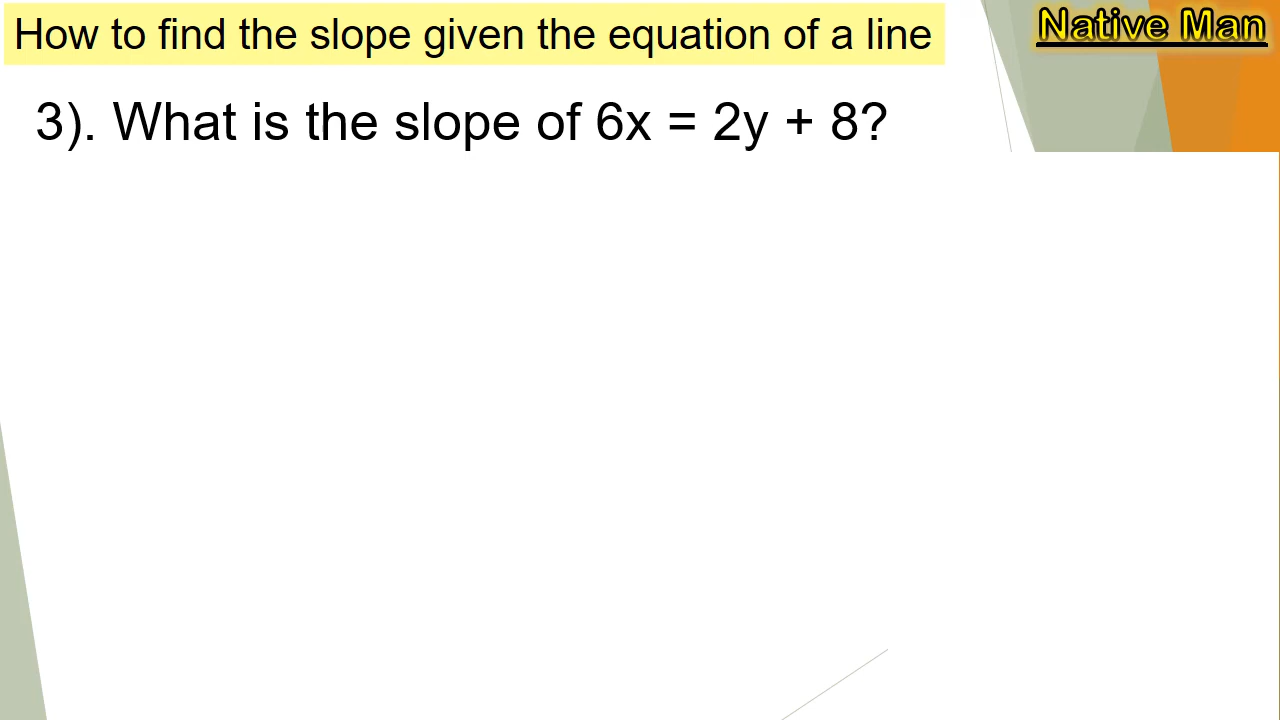 How to find the slope given the equation of a line
Native Man
3). What is the slope of 6x = 2y + 8?